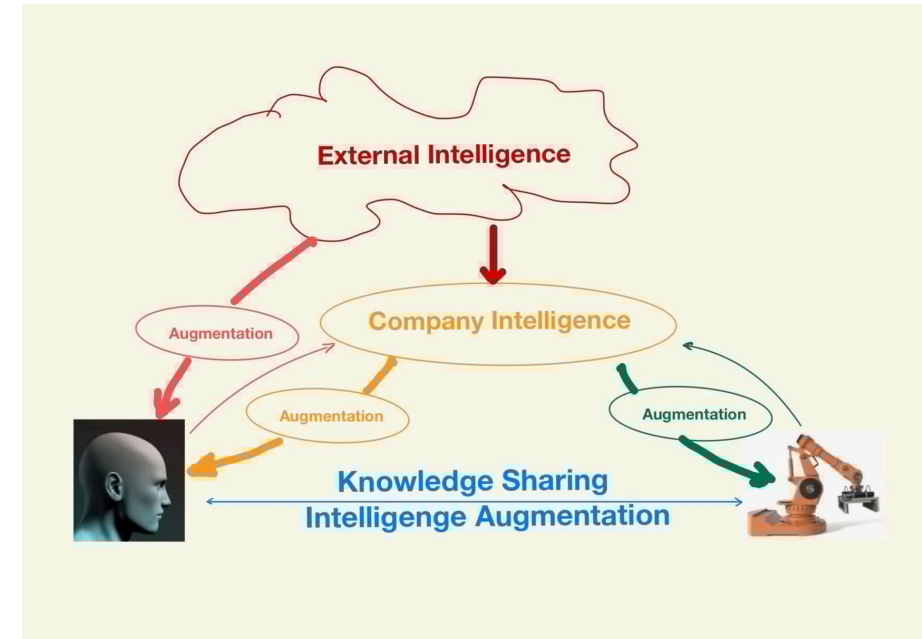 External Intelligence
Company Intelligence
Augmentation
Augmentation
Augmentation
Knowledge Sharing
Intelligenge Augmentation